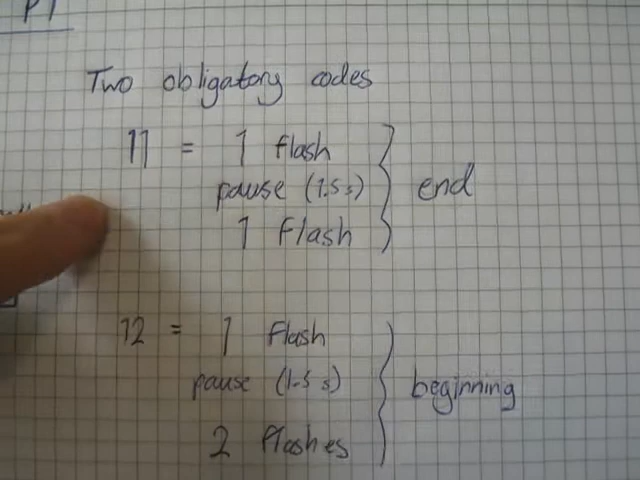 P1
Two obligatory codes
11 = 1 flash
pause (1.5 s) end
1 Flash
12 = 1 Flash
pause (1.5 s) beginning
2 Flashes